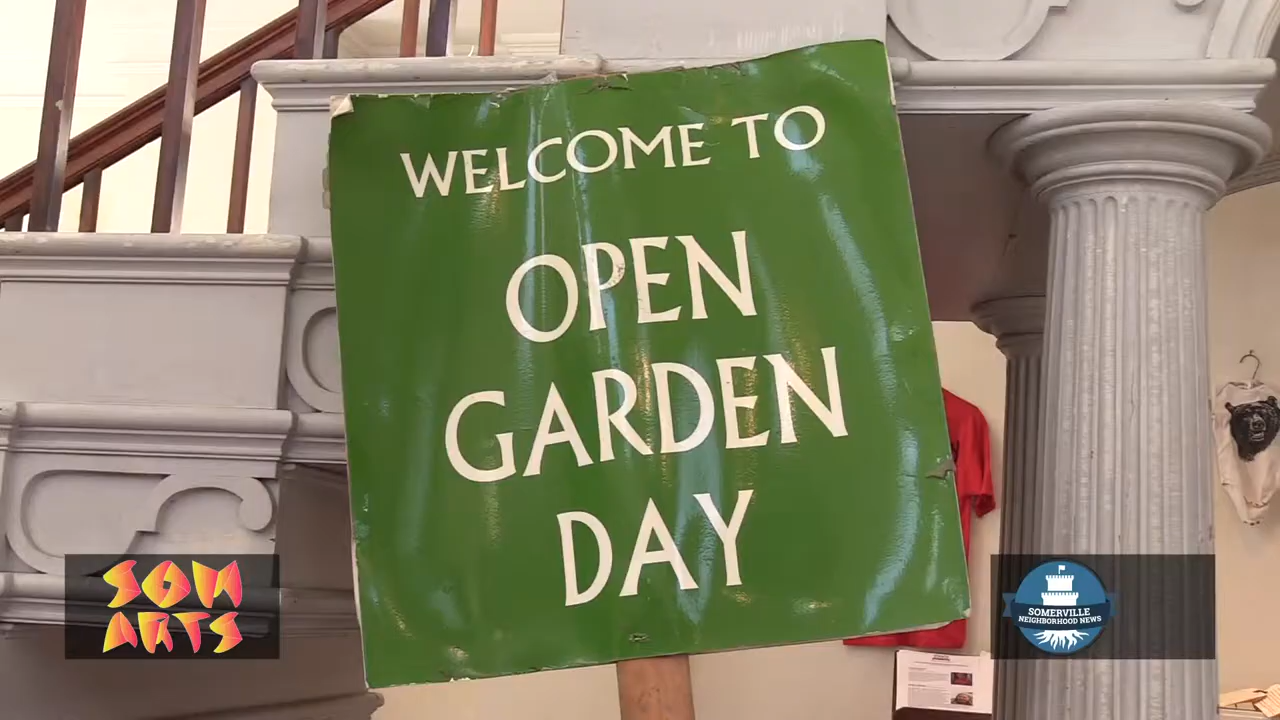 WELCOME TO
OPEN
GARDEN
DAY
SOM
ARTS
SOMERVILLE
NEIGHBORHOOD NEWS